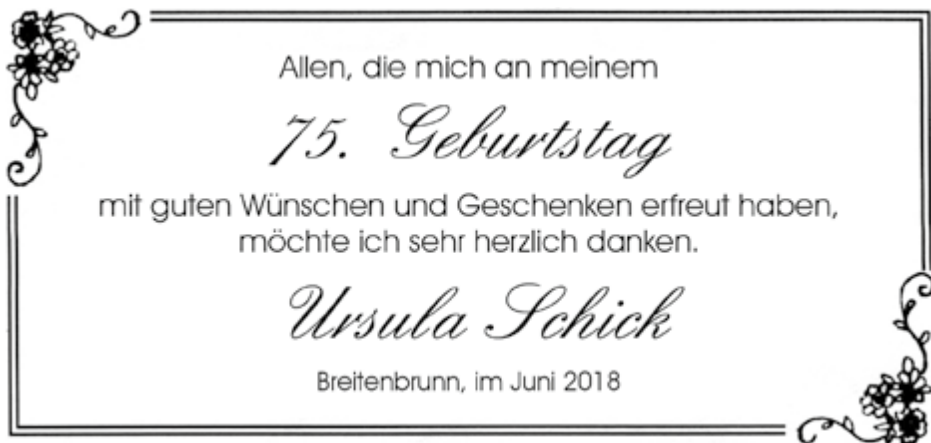 Allen, die mich an meinem
75. Geburtstag
mit guten Wünschen und Geschenken erfreut haben,
möchte ich sehr herzlich danken.
Ursula Schick
Breitenbrunn, im Juni 2018